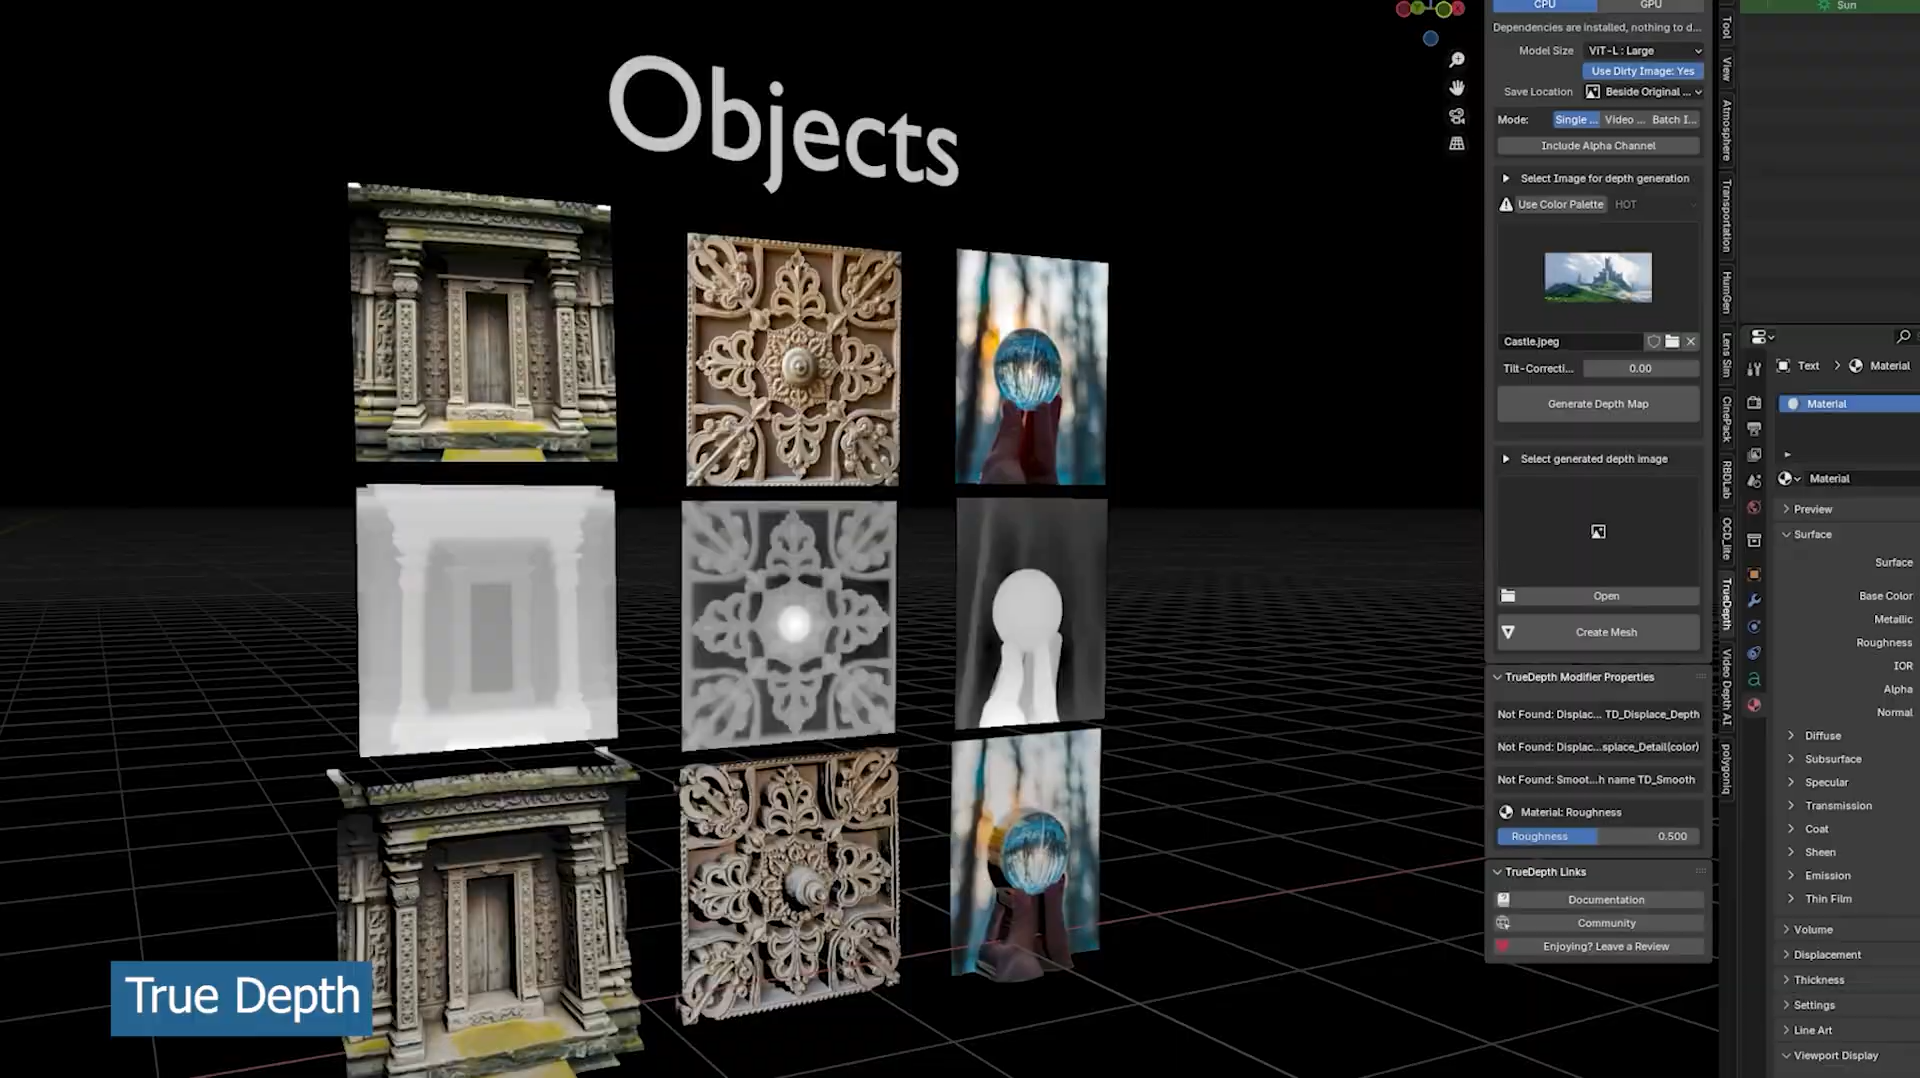 Objects
True Depth
CPU GPU
Dependencies are installed, nothing to d...
Model Size ViT-L : Large
Use Dirty Image: Yes
Save Location Beside Original ...
Mode: Single ... Video ... Batch I...
Include Alpha Channel
Select Image for depth generation
Use Color Palette HOT
Castle.jpeg
Tilt-Correcti... 0.00
Generate Depth Map
Select generated depth image
Open
Create Mesh
TrueDepth Modifier Properties
Not Found: Displac... TD_Displace_Depth
Not Found: Displac...splace_Detail(color)
Not Found: Smoot...h name TD_Smooth
Material: Roughness
Roughness 0.500
TrueDepth Links
Documentation
Community
Enjoying? Leave a Review
Tool
View
Atmosphere
Transportation
HumGen
Lens Sim
CinePack
RBDLab
OCD_lite
TrueDepth
Video Depth AI
polygoniq
Sun
Text > Material
Material
Material
Preview
Surface
Surface
Base Color
Metallic
Roughness
IOR
Alpha
Normal
Diffuse
Subsurface
Specular
Transmission
Coat
Sheen
Emission
Thin Film
Volume
Displacement
Thickness
Settings
Line Art
Viewport Display